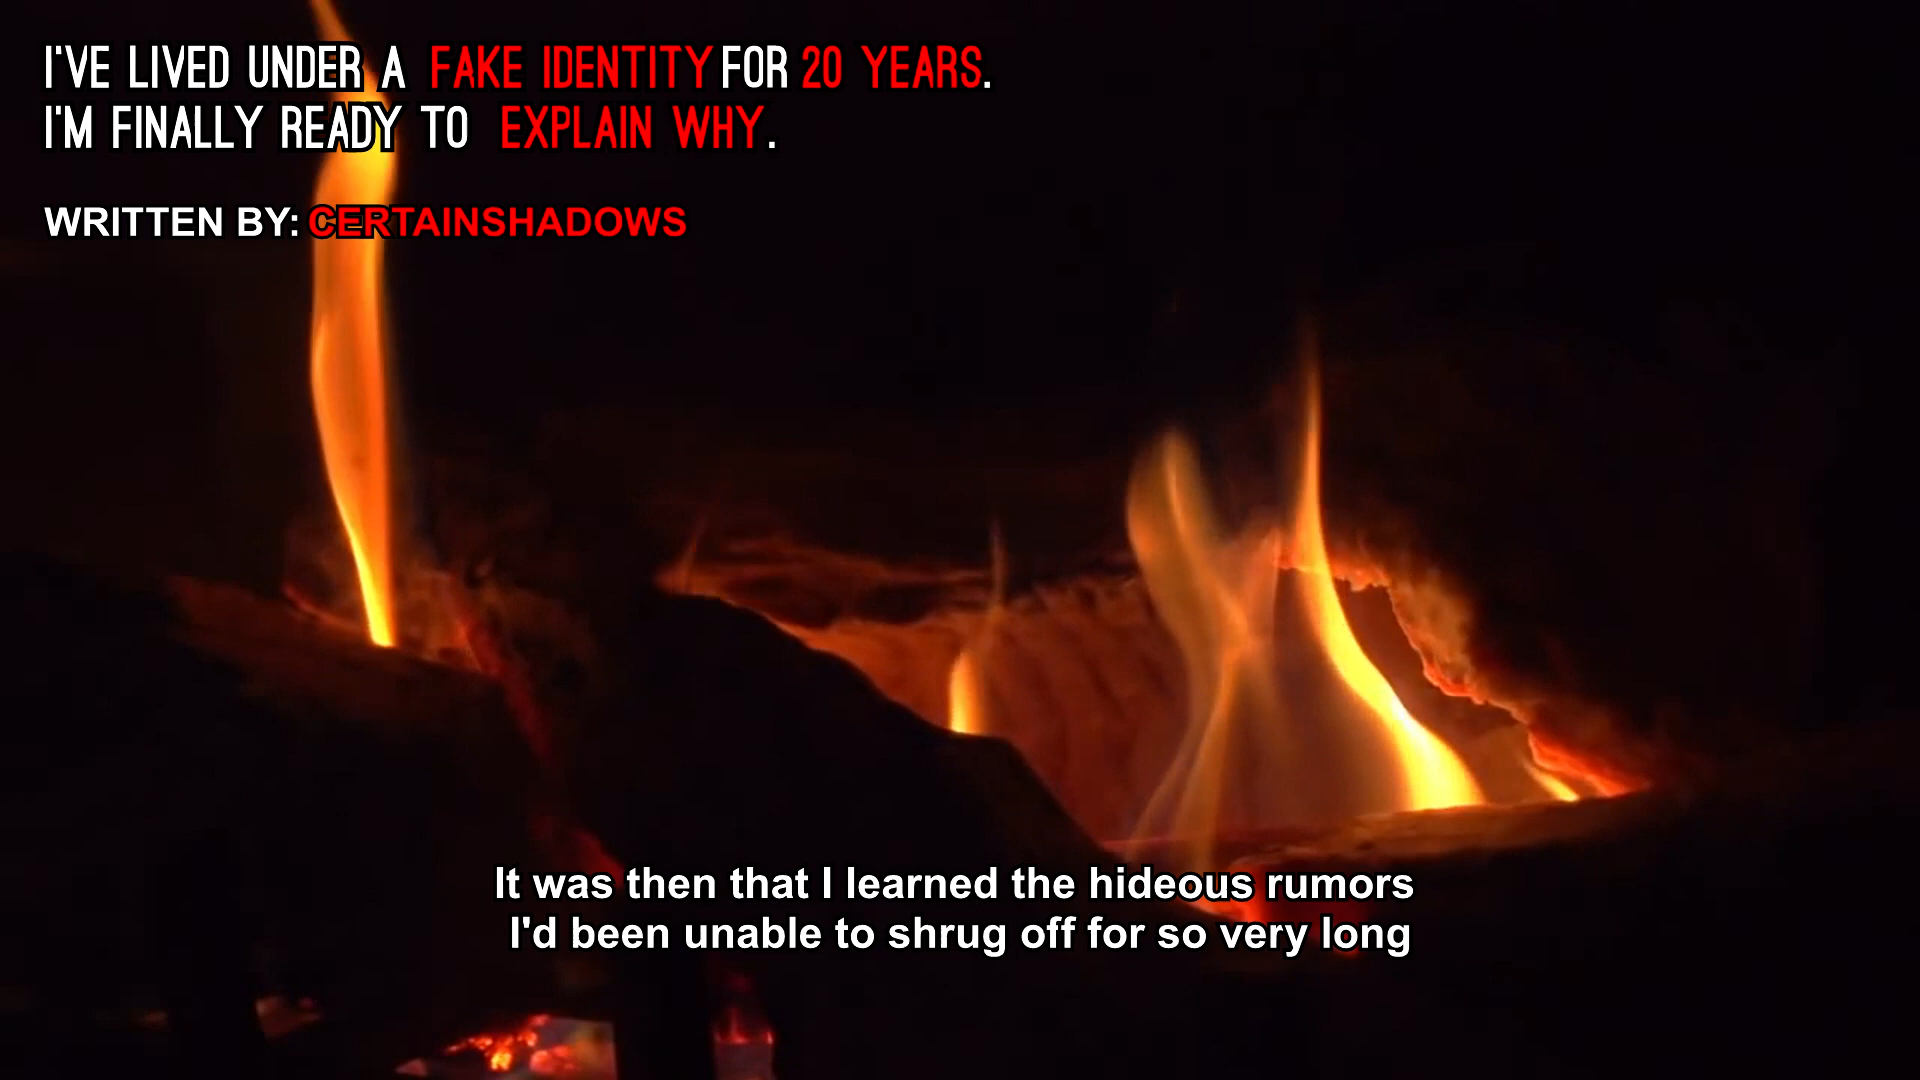 I'VE LIVED UNDER A FAKE IDENTITY FOR 20 YEARS.
I'M FINALLY READY TO EXPLAIN WHY.
WRITTEN BY: CERTAINSHADOWS
It was then that I learned the hideous rumors
I'd been unable to shrug off for so very long